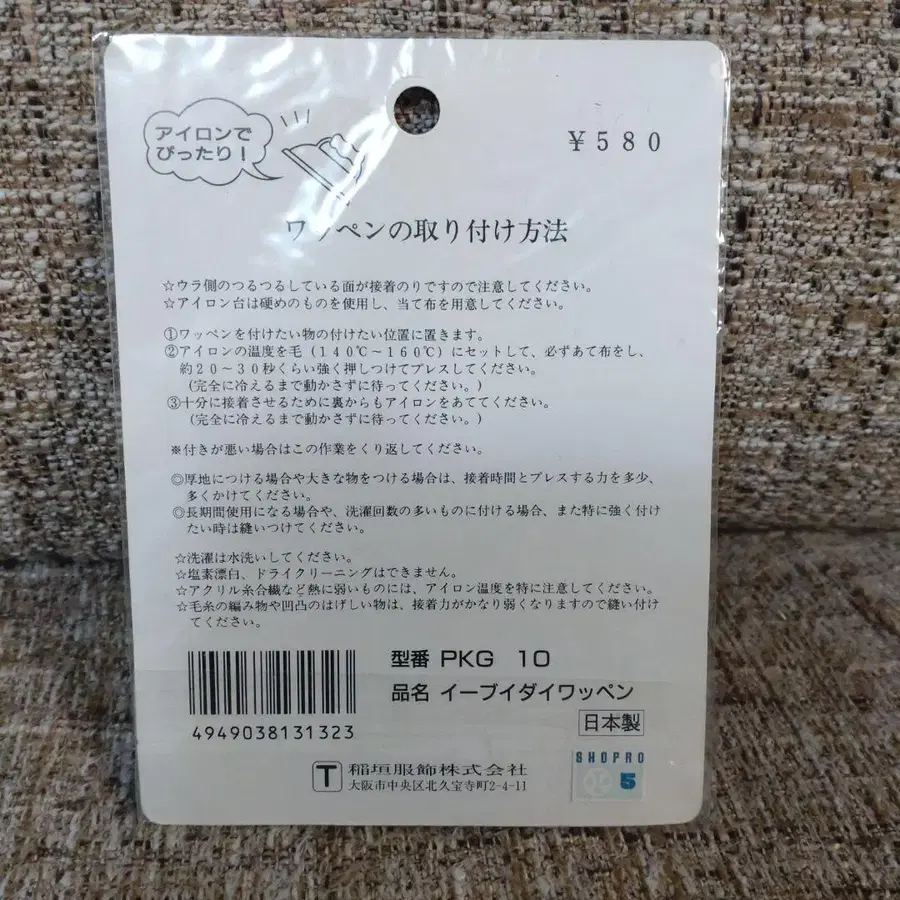 アイロンで
ぴったり！
￥５８０
ワッペンの取り付け方法
☆ウラ側のつるつるしている面が接着のりですので注意してください。
☆アイロン台は硬めのものを使用し、当て布を用意してください。
①ワッペンを付けたい物の付けたい位置に置きます。
②アイロンの温度を毛（１４０℃～１６０℃）にセットして、必ずあて布をし、
約２０～３０秒くらい強く押しつけてプレスしてください。
（完全に冷えるまで動かさずに待ってください。）
③十分に接着させるために裏からもアイロンをあててください。
（完全に冷えるまで動かさずに待ってください。）
※付きが悪い場合はこの作業をくり返してください。
◎厚地につける場合や大きな物をつける場合は、接着時間とプレスする力を多少、
多くかけてください。
◎長期間使用になる場合や、洗濯回数の多いものに付ける場合、また特に強く付け
たい時は縫いつけてください。
☆洗濯は水洗いしてください。
☆塩素漂白、ドライクリーニングはできません。
☆アクリル糸合繊など熱に弱いものには、アイロン温度を特に注意してください。
☆毛糸の編み物や凹凸のはげしい物は、接着力がかなり弱くなりますので縫い付け
てください。
型番 PKG 10
品名 イーブイダイワッペン
日本製
4949038131323
T 稲垣服飾株式会社
大阪市中央区北久宝寺町2-4-11
SHOPRO
5